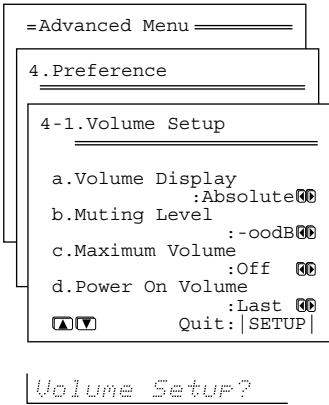 =Advanced Menu
4.Preference
4-1.Volume Setup
a.Volume Display
:Absolute
b.Muting Level
:-oodB
c.Maximum Volume
:Off
d.Power On Volume
:Last
Quit:|SETUP|
Volume Setup?